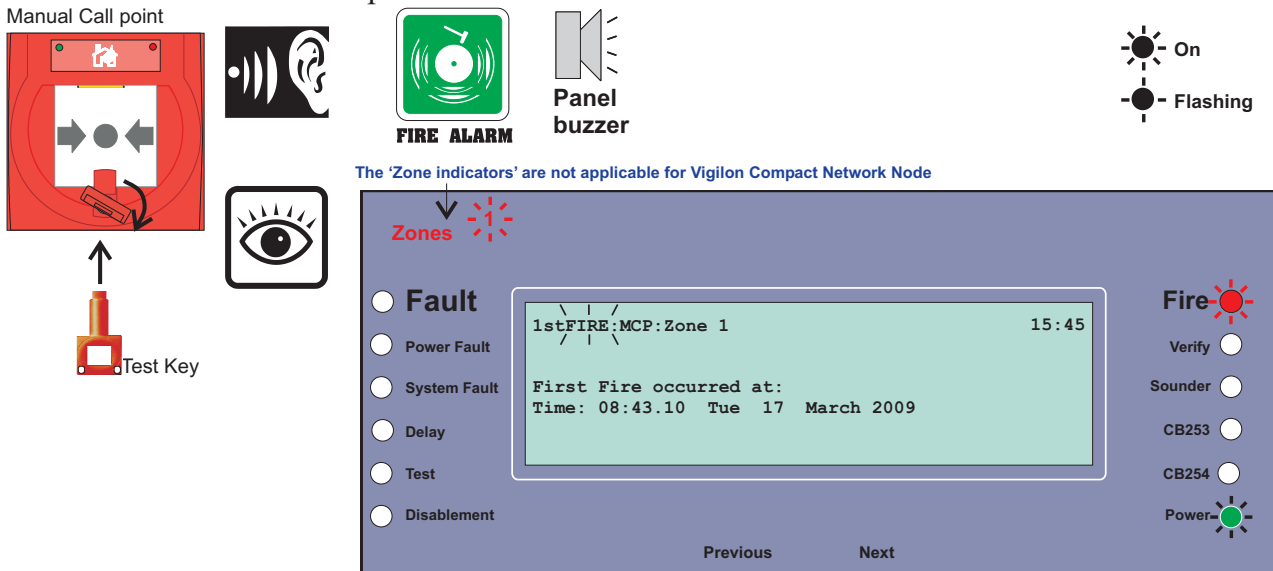 Manual Call point
On
Flashing
Panel
buzzer
FIRE ALARM
Test Key
The ‘Zone indicators’ are not applicable for Vigilon Compact Network Node
Zones
1
Fault
Power Fault
System Fault
Delay
Test
Disablement
1stFIRE:MCP:Zone 1 15:45
First Fire occurred at:
Time: 08:43.10 Tue 17 March 2009
Fire
Verify
Sounder
CB253
CB254
Power
Previous Next